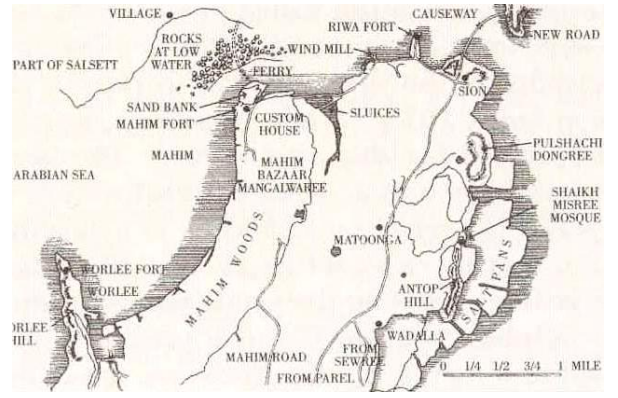 VILLAGE
CAUSEWAY
RIWA FORT
NEW ROAD
ROCKS
AT LOW
WATER
WIND MILL
PART OF SALSETT
FERRY
SION
SAND BANK
MAHIM FORT
CUSTOM
HOUSE
SLUICES
PULSHACHI
DONGREE
MAHIM
MAHIM
BAZAAR
MANGALWAREE
ARABIAN SEA
SHAIKH
MISREE
MOSQUE
MAHIM WOODS
MATOONGA
SALT PANS
WORLEE FORT
WORLEE
ANTOP
HILL
ORLEE
HILL
WADALLA
MAHIM ROAD
FROM
SEWREE
FROM PAREL
0 1/4 1/2 3/4 1 MILE